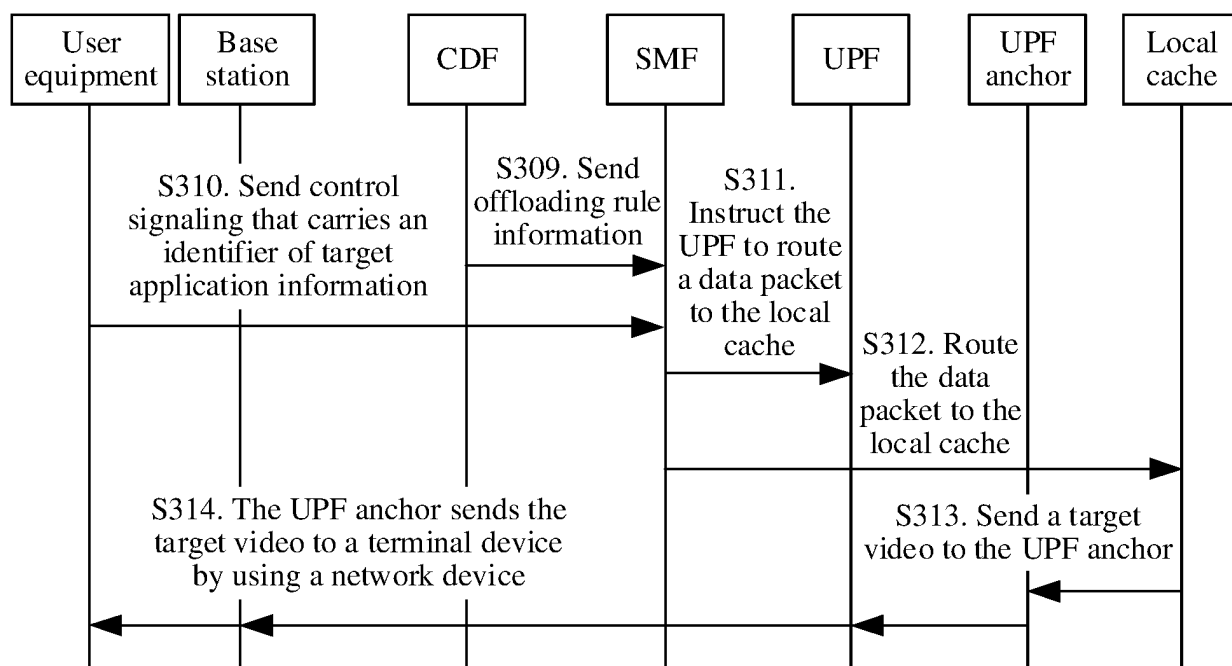 User
equipment
Base
station
CDF
SMF
UPF
UPF
anchor
Local
cache
S310. Send control
signaling that carries an
identifier of target
application information
S309. Send
offloading rule
information
S311.
Instruct the
UPF to route
a data packet
to the local
cache
S312. Route
the data
packet to the
local cache
S313. Send a target
video to the UPF anchor
S314. The UPF anchor sends the
target video to a terminal device
by using a network device